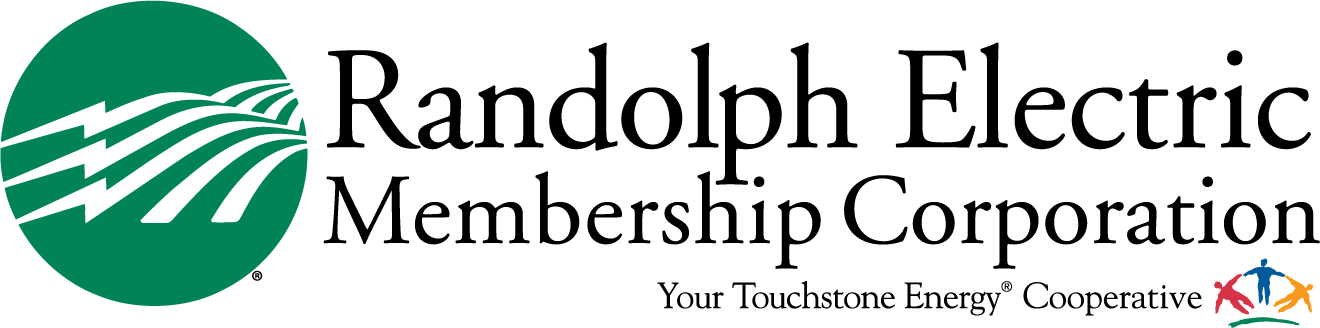 Randolph Electric
Membership Corporation
®
Your Touchstone Energy® Cooperative